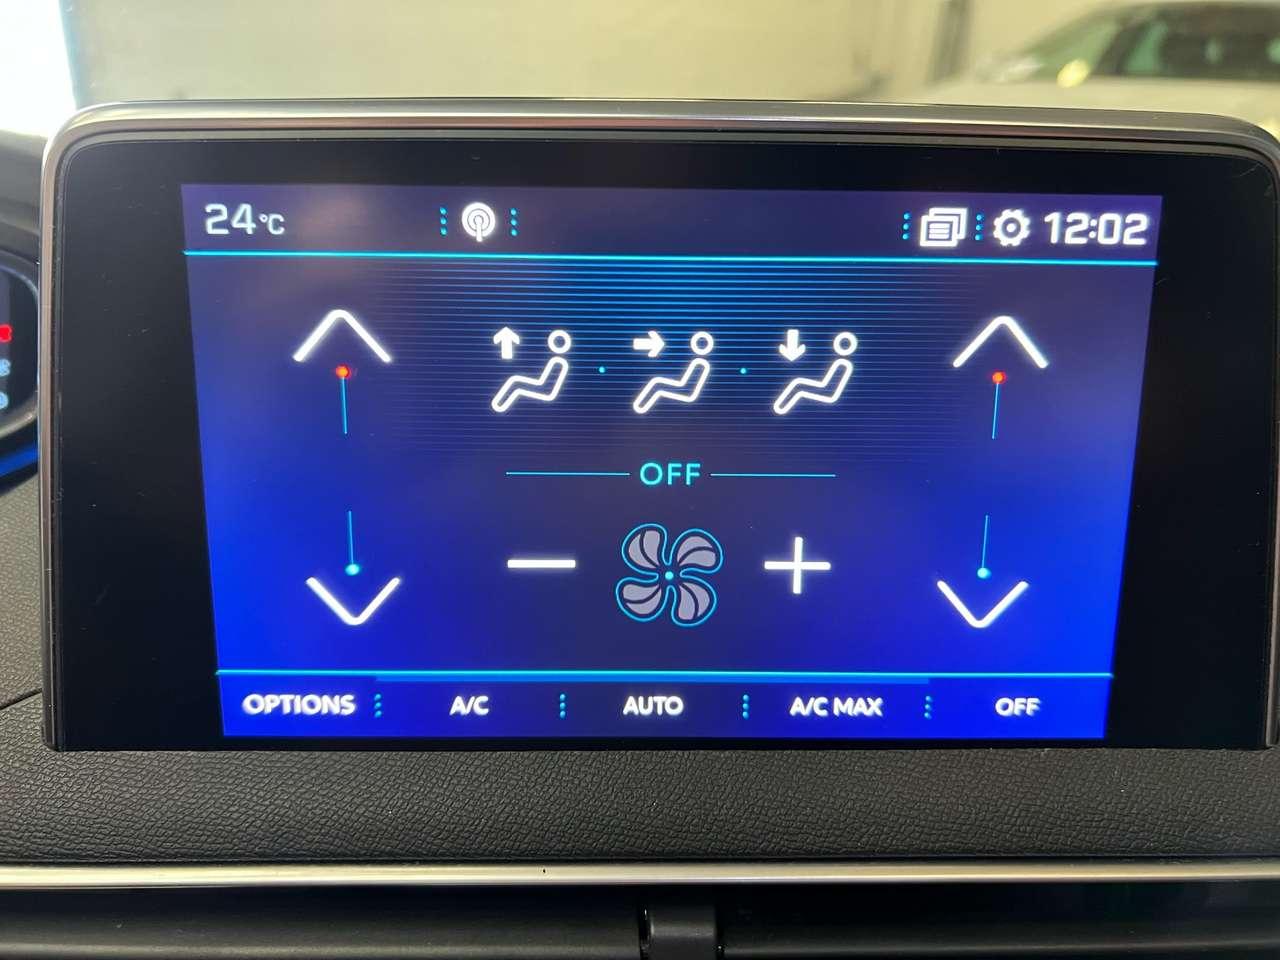 24°C 12:02
OFF
OPTIONS A/C AUTO A/C MAX OFF